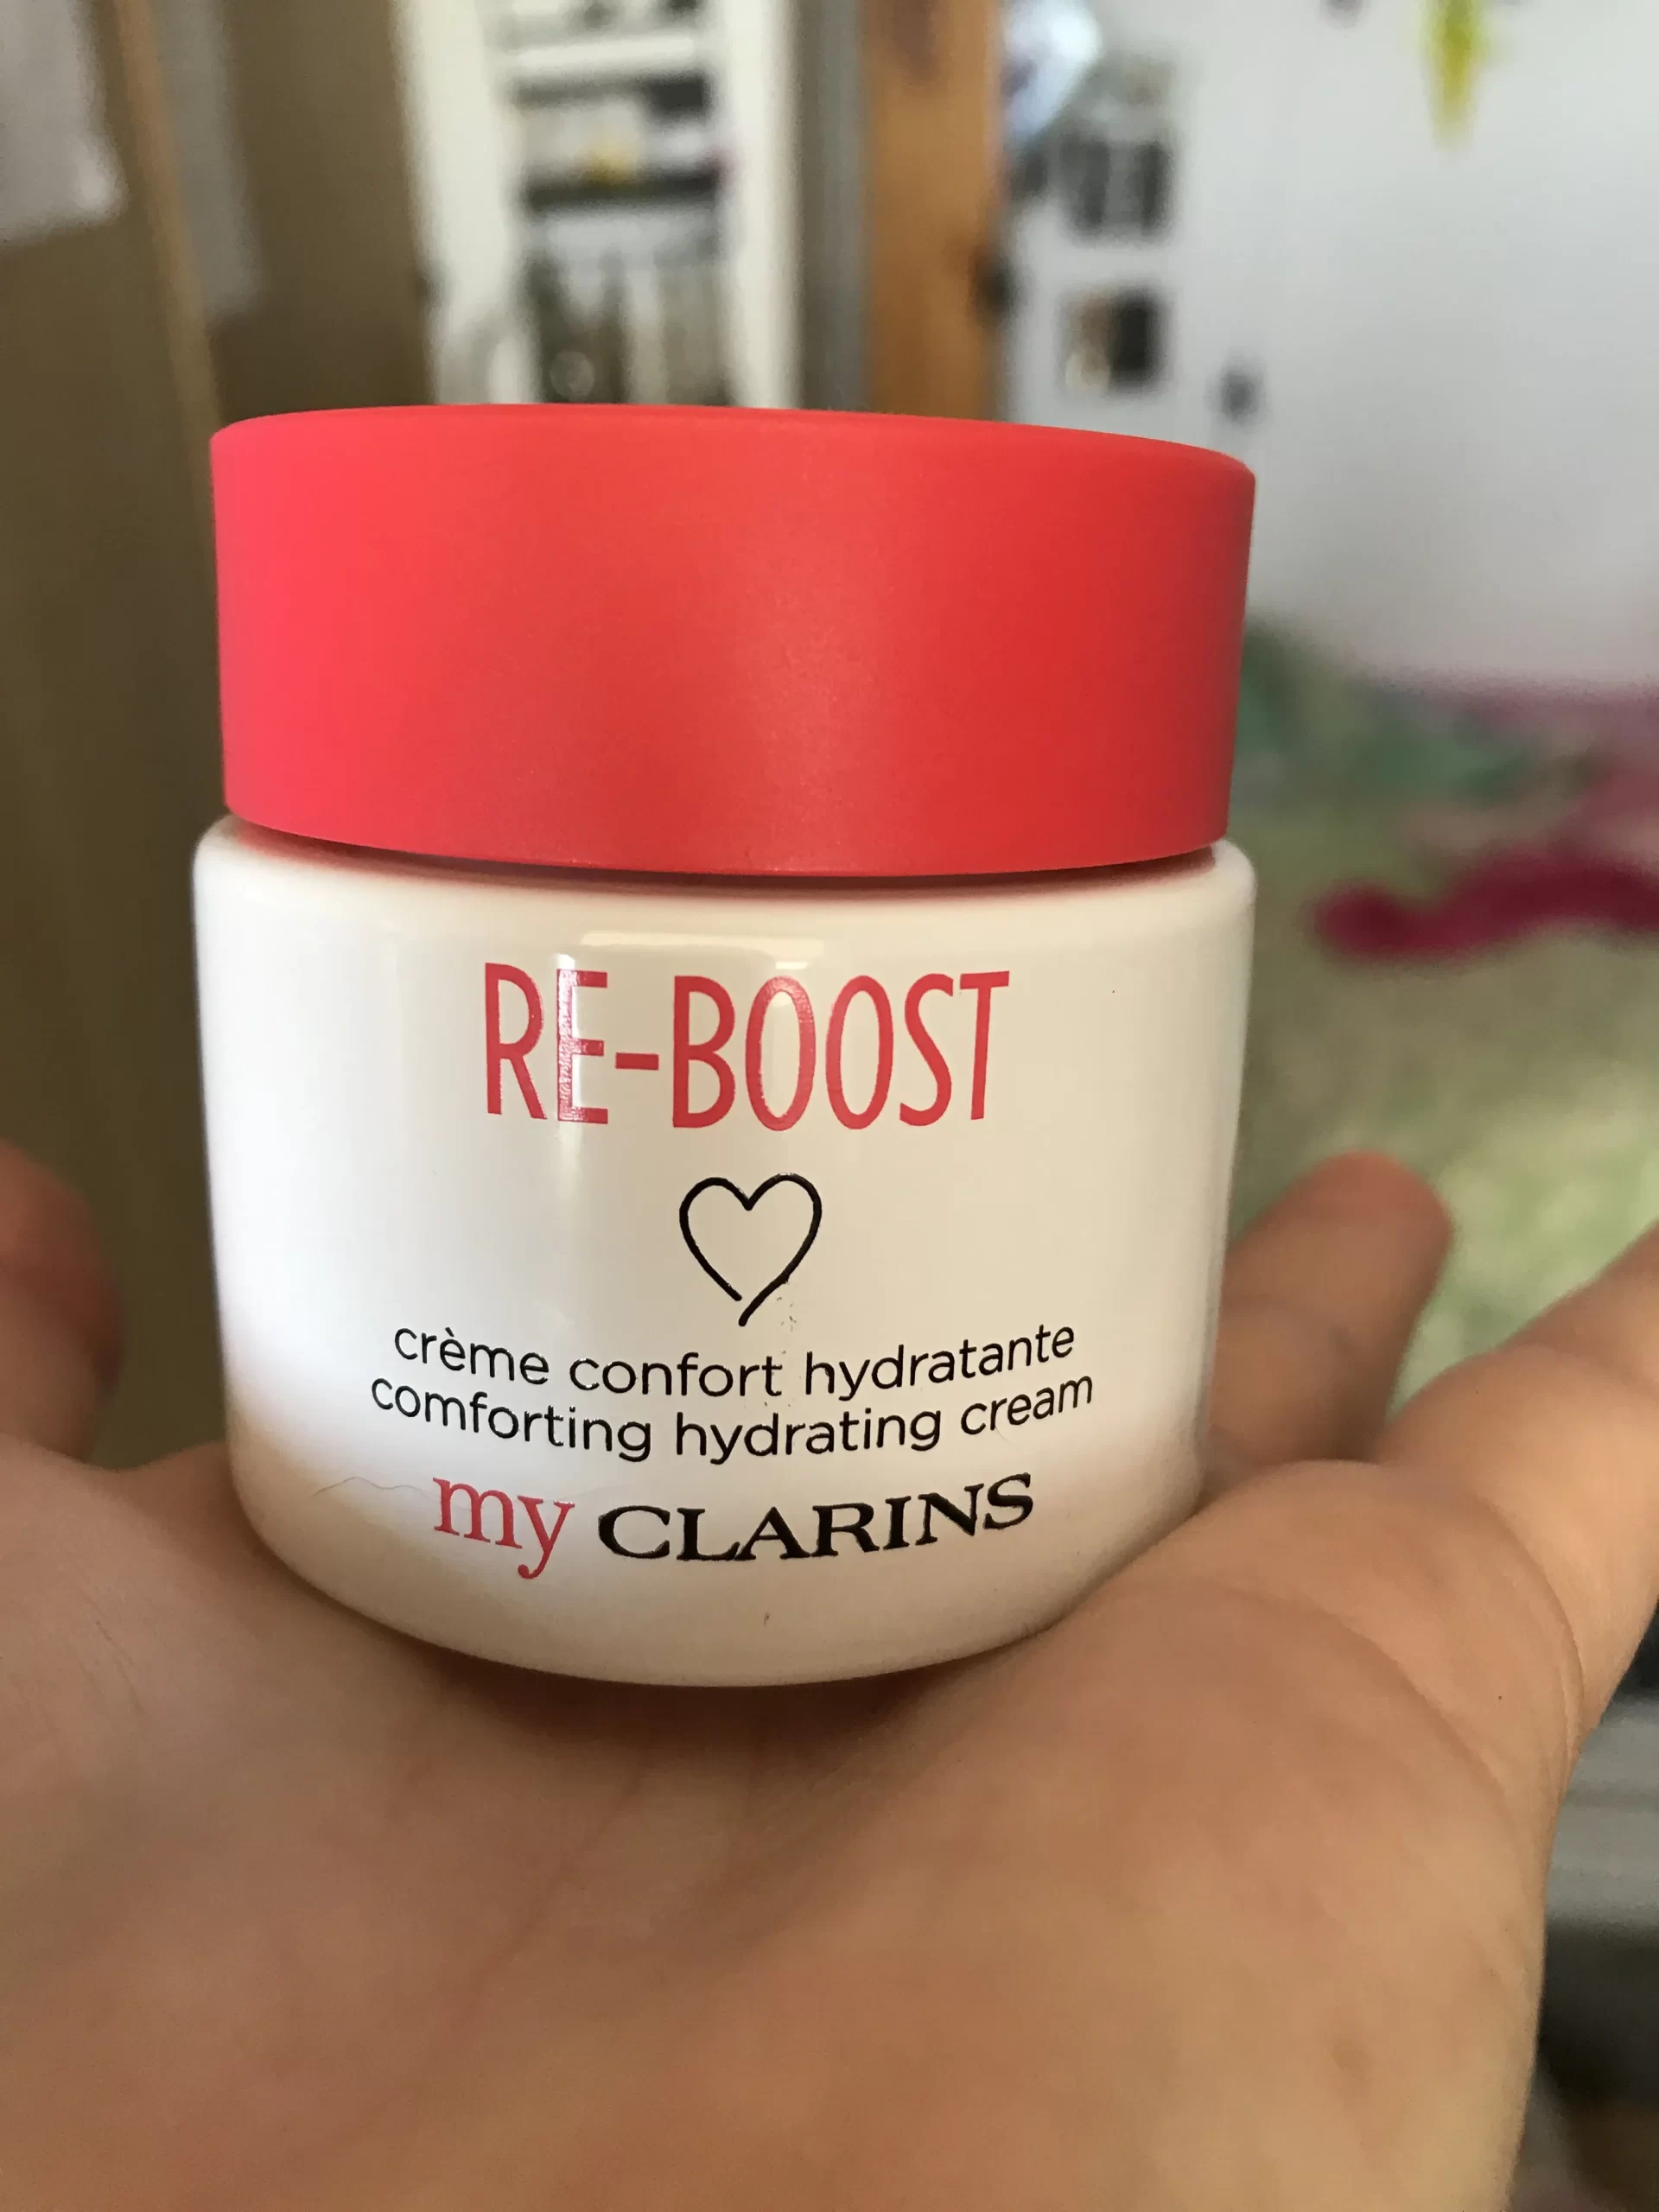 RE-BOOST
crème confort hydratante
comforting hydrating cream
my CLARINS